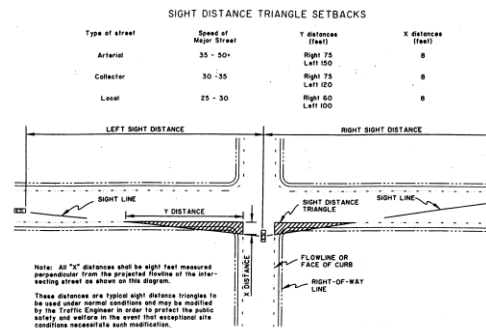 SIGHT DISTANCE TRIANGLE SETBACKS
Type of street Speed of Major Street Y distances (feet) X distances (feet)
Arterial 35 - 50+ Right 75 Left 150 8
Collector 30 -35 Right 75 Left 120 8
Local 25 - 30 Right 60 Left 100 8
LEFT SIGHT DISTANCE
RIGHT SIGHT DISTANCE
SIGHT LINE
Y DISTANCE
SIGHT DISTANCE
TRIANGLE
SIGHT LINE
X DISTANCE
FLOWLINE OR
FACE OF CURB
RIGHT-OF-WAY
LINE
Note: All "X" distances shall be eight feet measured
perpendicular from the projected flowline of the inter-
secting street as shown on this diagram.
These distances are typical sight distance triangles to
be used under normal conditions and may be modified
by the Traffic Engineer in order to protect the public
safety and welfare in the event that exceptional site
conditions necessitate such modification.